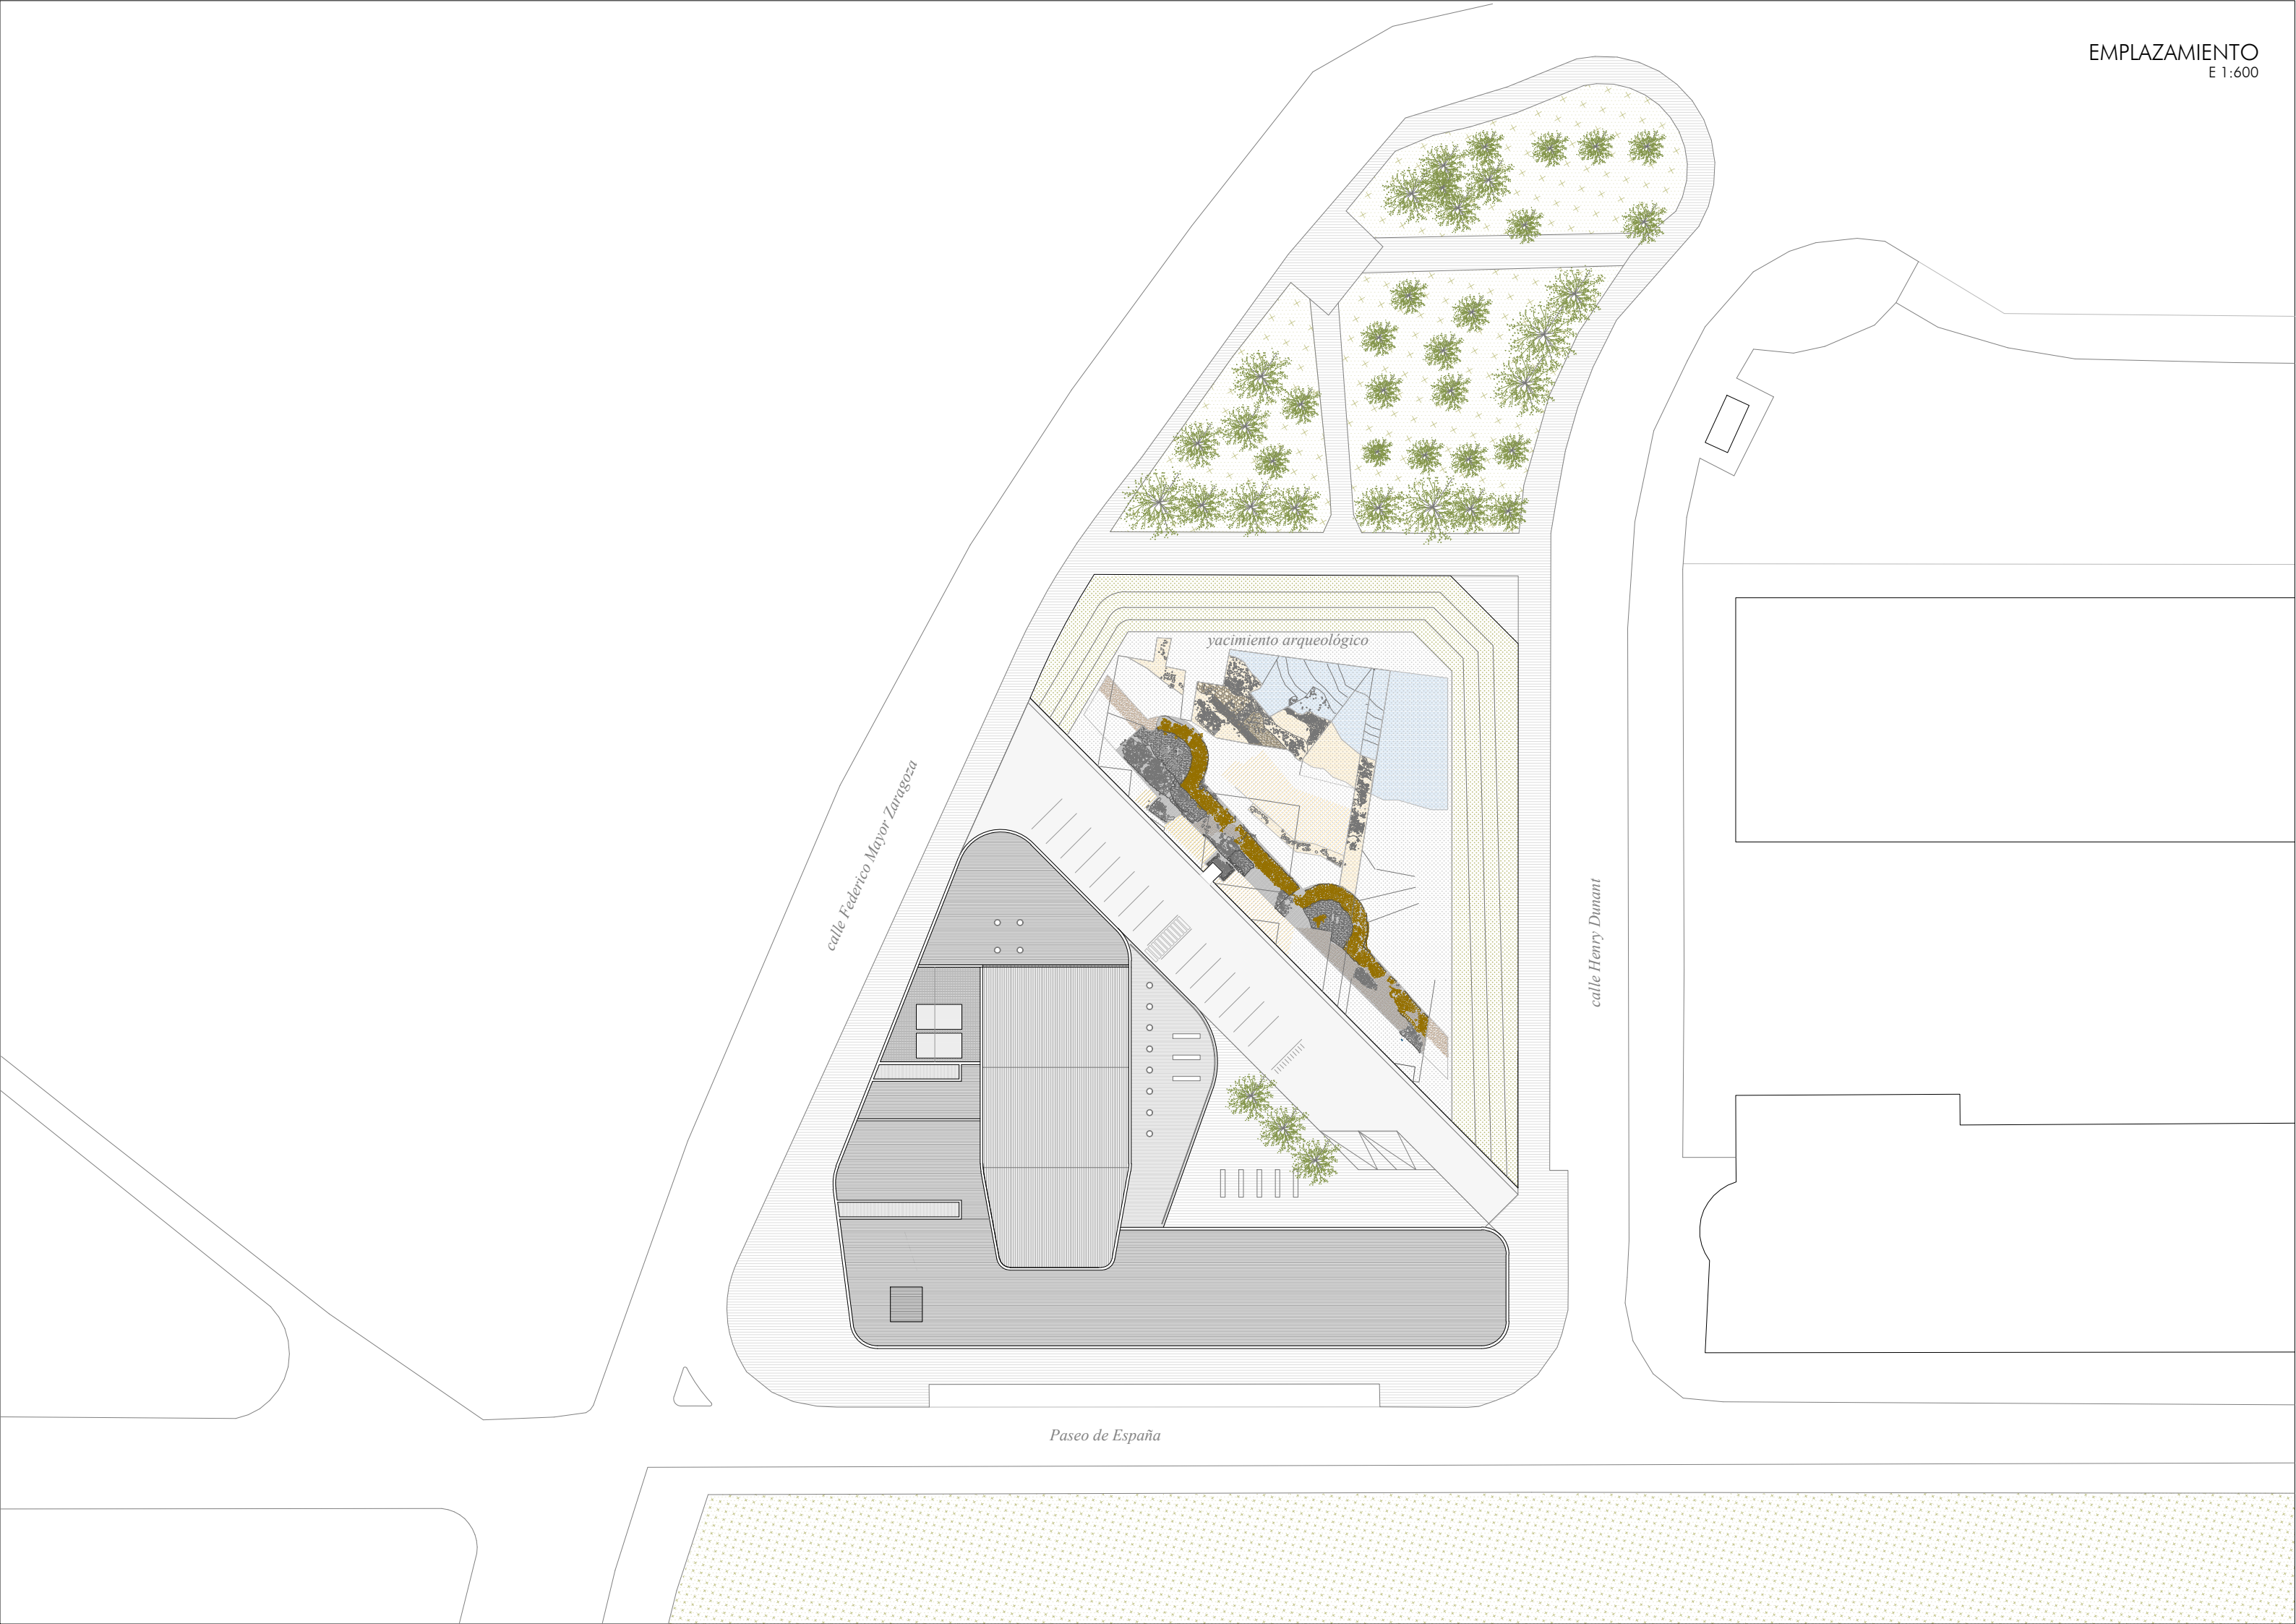 EMPLAZAMIENTO
E 1:600
yacimiento arqueológico
calle Federico Mayor Zaragoza
calle Henry Dunant
Paseo de España